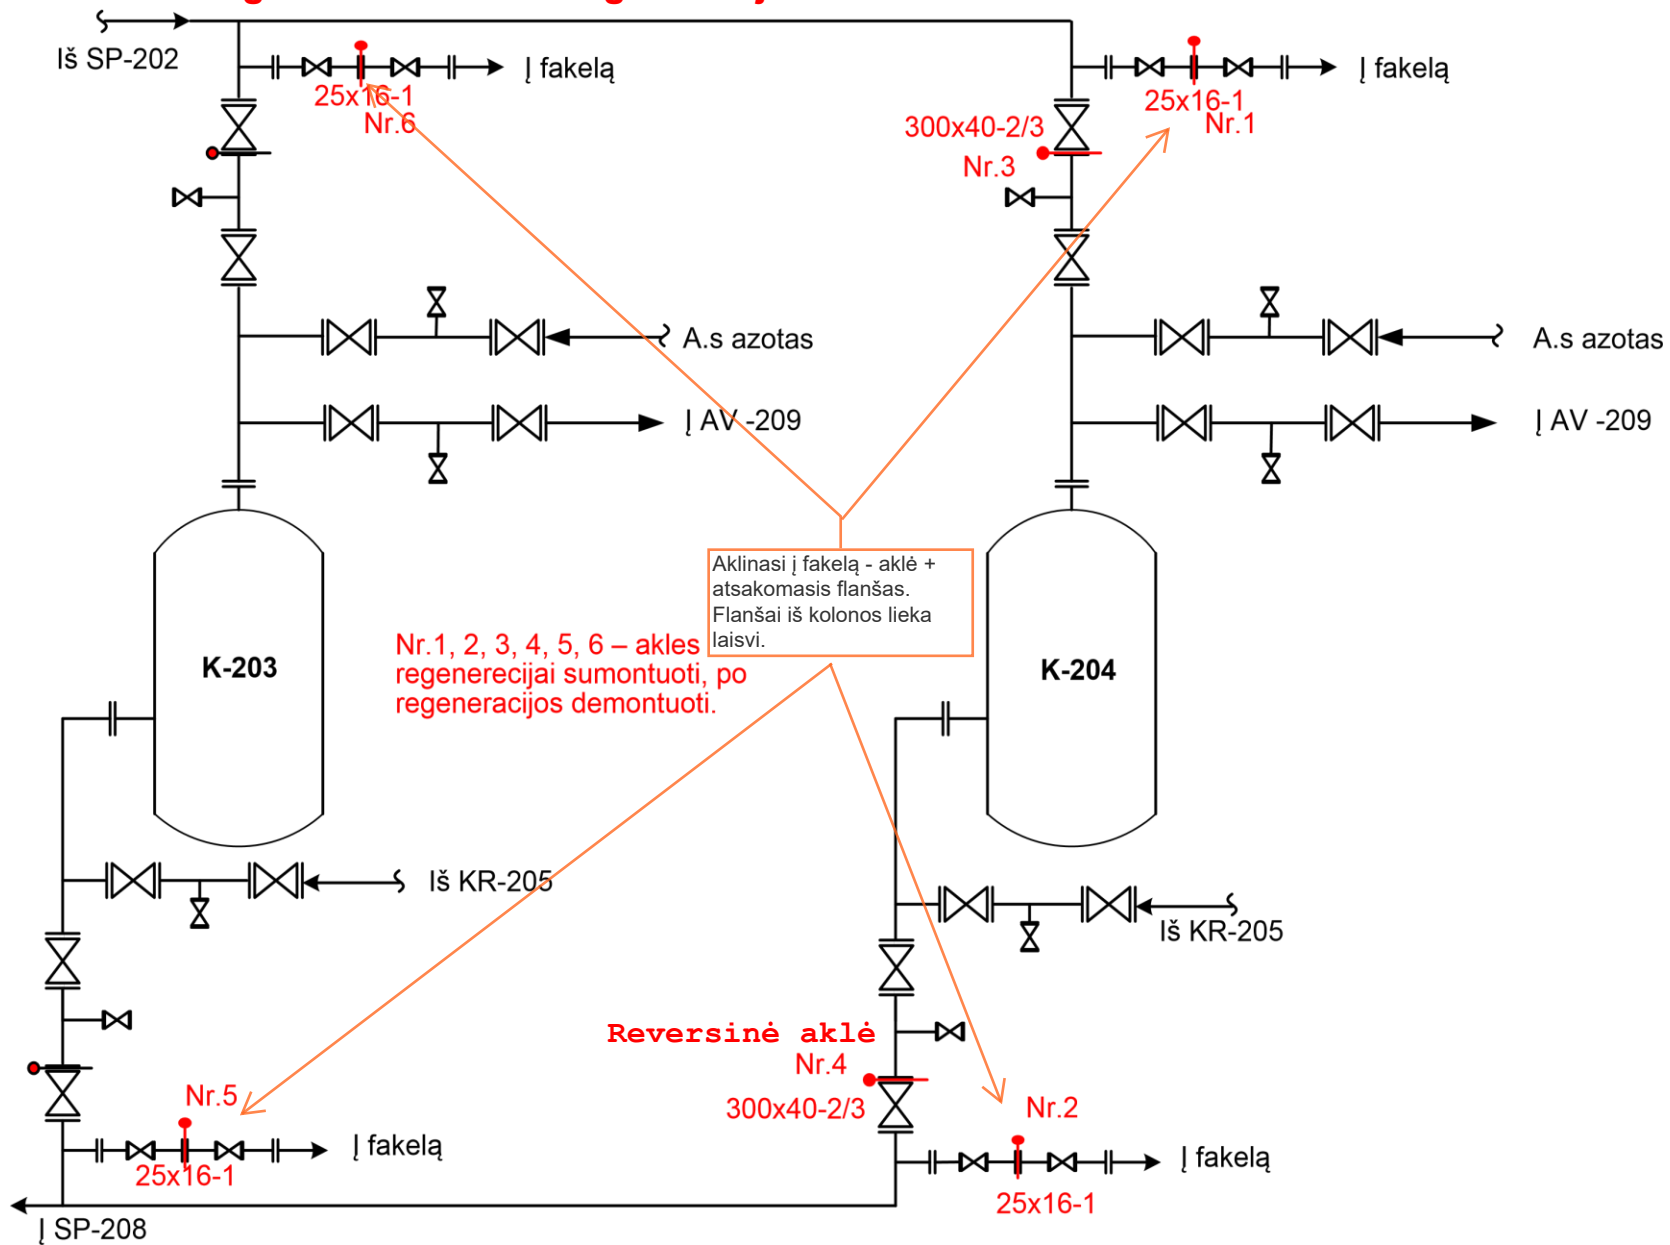 Iš SP-202
Į fakelą
25x16-1
Nr.6
Į fakelą
25x16-1
Nr.1
300x40-2/3
Nr.3
A.s azotas
A.s azotas
Į AV -209
Į AV -209
Aklinasi į fakelą - aklė +
atsakomasis flanšas.
Flanšai iš kolonos lieka
laisvi.
Nr.1, 2, 3, 4, 5, 6 – akles
regenerecijai sumontuoti, po
regeneracijos demontuoti.
K-203
K-204
Iš KR-205
Iš KR-205
Reversinė aklė
Nr.4
300x40-2/3
Nr.5
Į fakelą
25x16-1
Nr.2
Į fakelą
25x16-1
Į SP-208